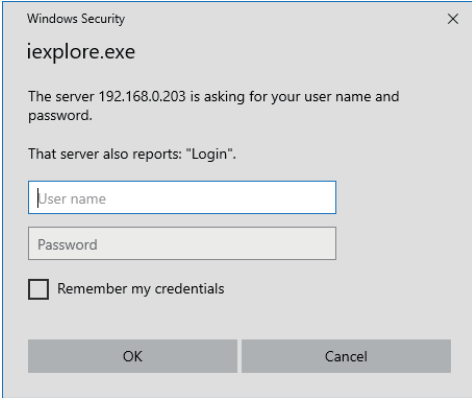 Windows Security
iexplore.exe
The server 192.168.0.203 is asking for your user name and
password.
That server also reports: "Login".
User name
Password
Remember my credentials
OK
Cancel